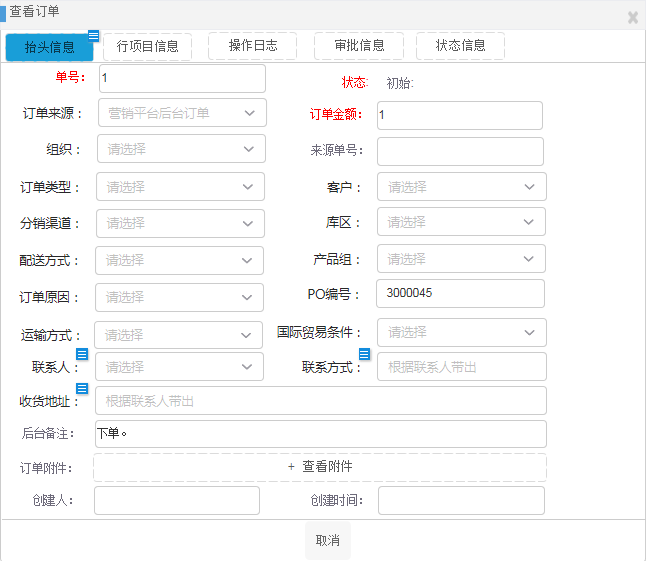 查看订单
抬头信息 行项目信息 操作日志 审批信息 状态信息
单号： 1 状态: 初始:
订单来源： 营销平台后台订单 订单金额： 1
组织： 请选择 来源单号：
订单类型： 请选择 客户： 请选择
分销渠道： 请选择 库区： 请选择
配送方式： 请选择 产品组： 请选择
订单原因： 请选择 PO编号： 3000045
运输方式： 请选择 国际贸易条件： 请选择
联系人： 请选择 联系方式： 根据联系人带出
收货地址： 根据联系人带出
后台备注： 下单。
订单附件： + 查看附件
创建人： 创建时间：
取消